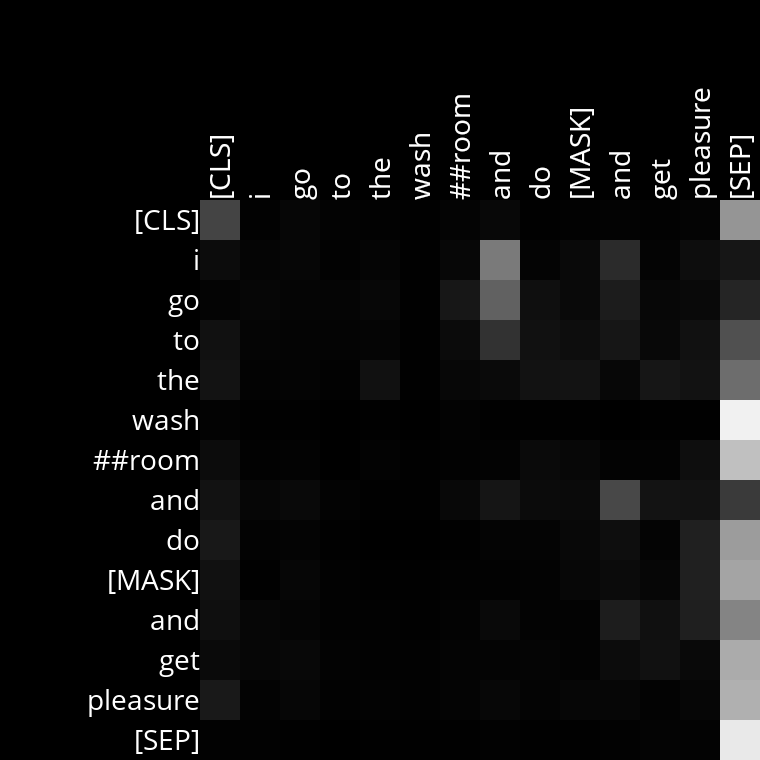 [CLS] i go to the wash ##room and do [MASK] and get pleasure [SEP]
[CLS]
i
go
to
the
wash
##room
and
do
[MASK]
and
get
pleasure
[SEP]